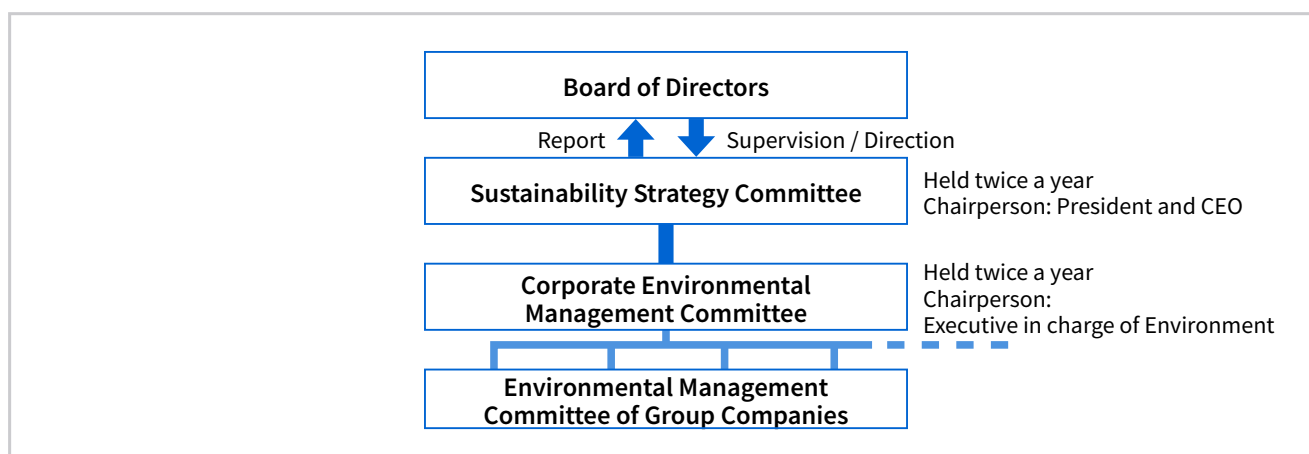 Board of Directors
Report
Supervision / Direction
Sustainability Strategy Committee
Held twice a year
Chairperson: President and CEO
Corporate Environmental
Management Committee
Held twice a year
Chairperson:
Executive in charge of Environment
Environmental Management
Committee of Group Companies